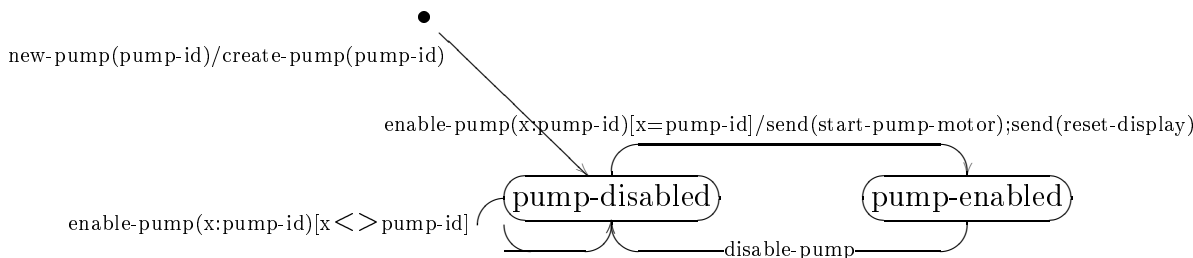 new-pump(pump-id)/create-pump(pump-id)
enable-pump(x:pump-id)[x=pump-id]/send(start-pump-motor);send(reset-display)
pump-disabled
pump-enabled
enable-pump(x:pump-id)[x<>pump-id]
disable-pump